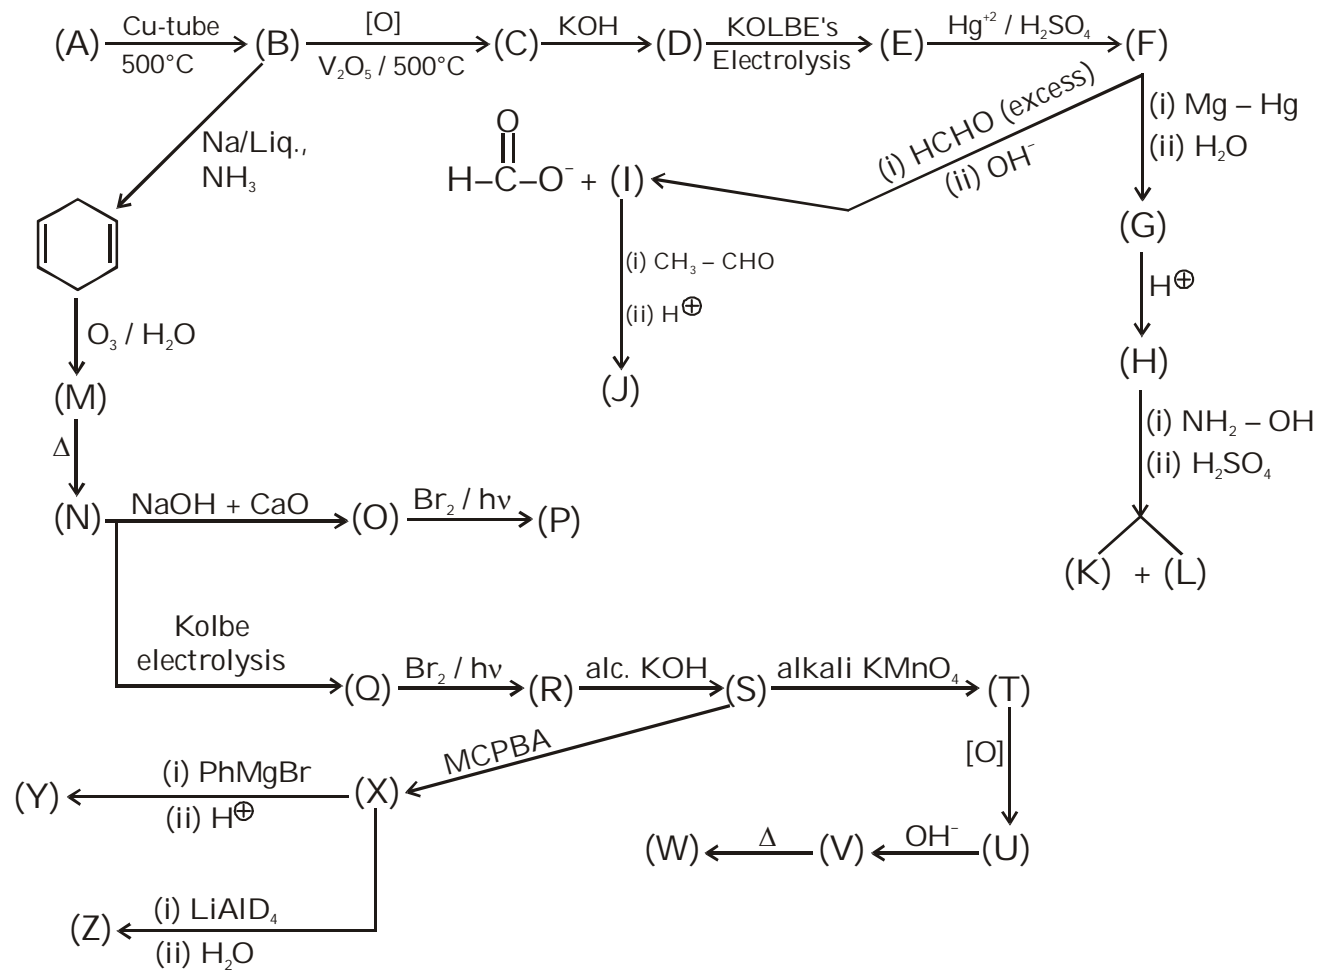 (A) Cu-tube 500°C (B) [O] V₂O₅ / 500°C (C) KOH (D) KOLBE's Electrolysis (E) Hg⁺² / H₂SO₄ (F)
Na/Liq., NH₃
H–C–O⁻ + (I)
O
(i) HCHO (excess)
(ii) OH⁻
(i) Mg – Hg
(ii) H₂O
(G)
H⊕
(H)
(i) CH₃ – CHO
(ii) H⊕
(J)
(i) NH₂ – OH
(ii) H₂SO₄
(K) + (L)
O₃ / H₂O
(M)
Δ
(N) NaOH + CaO (O) Br₂ / hν (P)
Kolbe
electrolysis
(Q) Br₂ / hν (R) alc. KOH (S) alkali KMnO₄ (T)
MCPBA
[O]
(Y) (i) PhMgBr (ii) H⊕ (X)
(W) Δ (V) OH⁻ (U)
(Z) (i) LiAlD₄ (ii) H₂O